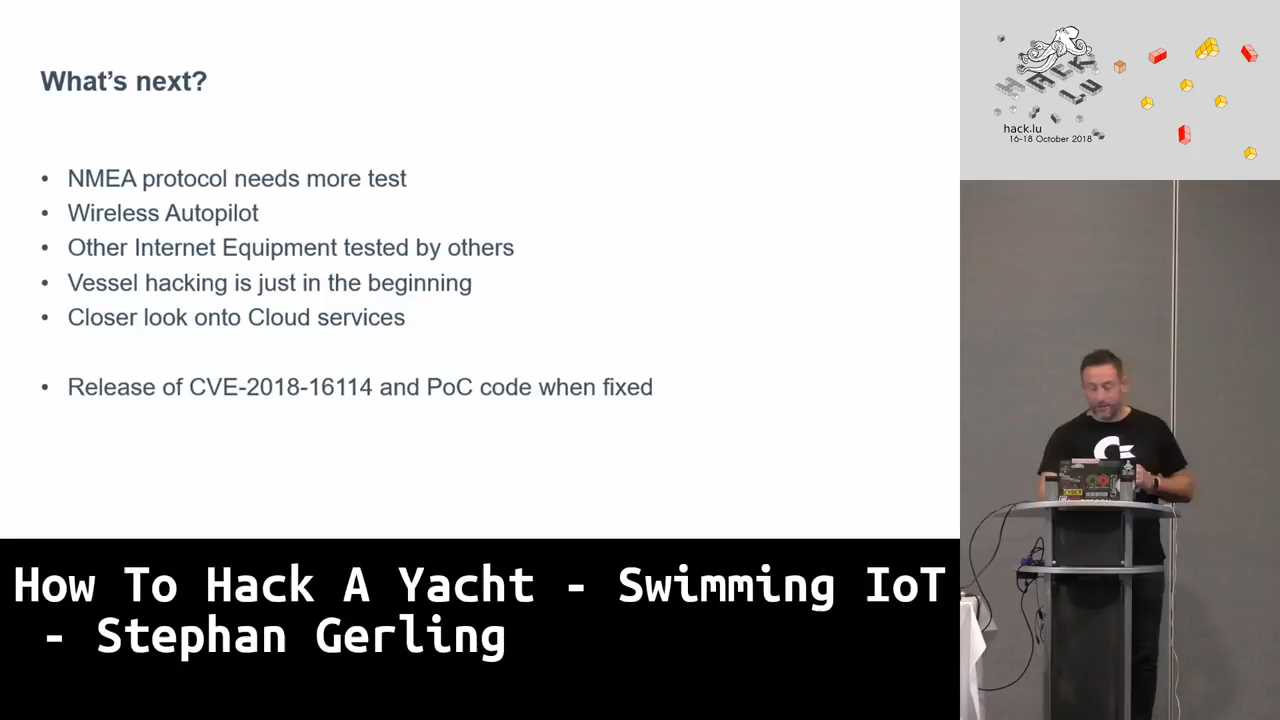 What's next?
• NMEA protocol needs more test
• Wireless Autopilot
• Other Internet Equipment tested by others
• Vessel hacking is just in the beginning
• Closer look onto Cloud services
• Release of CVE-2018-16114 and PoC code when fixed
HACK
LU
hack.lu
16-18 October 2018
How To Hack A Yacht - Swimming IoT
- Stephan Gerling